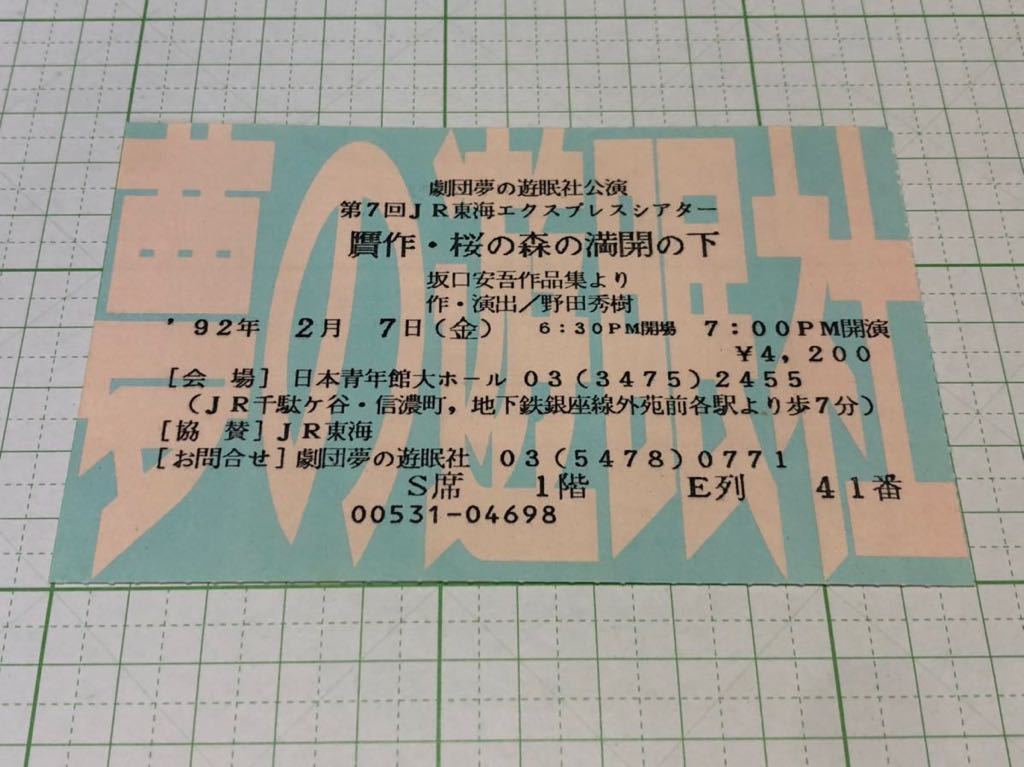 夢の遊眠社
劇団夢の遊眠社公演
第7回JR東海エクスプレスシアター
贋作・桜の森の満開の下
坂口安吾作品集より
作・演出／野田秀樹
'92年 2月 7日(金) 6:30PM開場 7:00PM開演
¥4,200
[会 場] 日本青年館大ホール 03(3475)2455
(JR千駄ケ谷・信濃町,地下鉄銀座線外苑前各駅より歩7分)
[協 賛]JR東海
[お問合せ]劇団夢の遊眠社 03(5478)0771
S席 1階 E列 41番
00531-04698